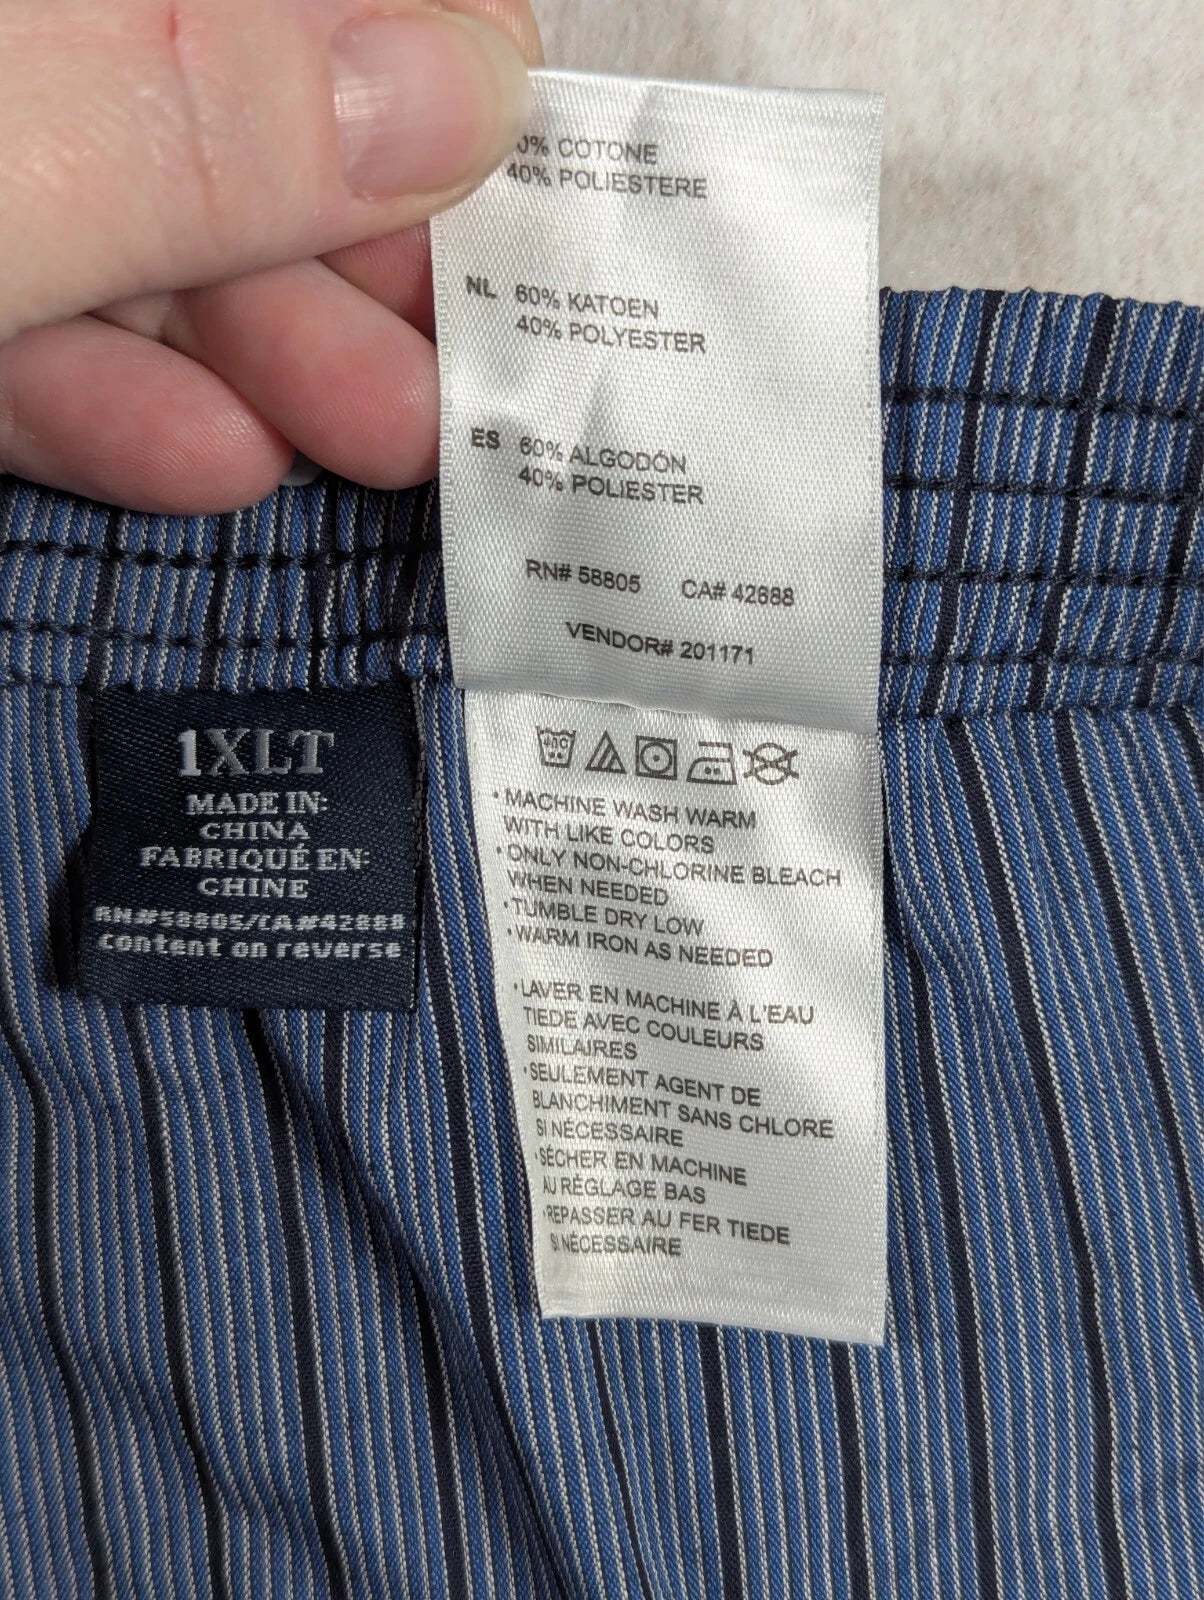 0% COTONE
40% POLIESTERE
NL 60% KATOEN
40% POLYESTER
ES 60% ALGODÓN
40% POLIESTER
RN# 58805 CA# 42888
VENDOR# 201171
1XLT
MADE IN:
CHINA
FABRIQUÉ EN:
CHINE
RN#58805/CA#42888
content on reverse
• MACHINE WASH WARM
WITH LIKE COLORS
• ONLY NON-CHLORINE BLEACH
WHEN NEEDED
• TUMBLE DRY LOW
• WARM IRON AS NEEDED
• LAVER EN MACHINE À L'EAU
TIEDE AVEC COULEURS
SIMILAIRES
• SEULEMENT AGENT DE
BLANCHIMENT SANS CHLORE
SI NÉCESSAIRE
• SÉCHER EN MACHINE
AU RÉGLAGE BAS
• REPASSER AU FER TIEDE
SI NÉCESSAIRE